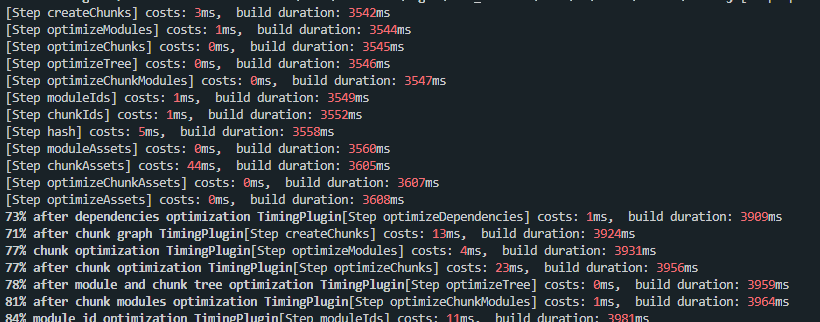 [Step createChunks] costs: 3ms,  build duration: 3542ms
[Step optimizeModules] costs: 1ms,  build duration: 3544ms
[Step optimizeChunks] costs: 0ms,  build duration: 3545ms
[Step optimizeTree] costs: 0ms,  build duration: 3546ms
[Step optimizeChunkModules] costs: 0ms,  build duration: 3547ms
[Step moduleIds] costs: 1ms,  build duration: 3549ms
[Step chunkIds] costs: 1ms,  build duration: 3552ms
[Step hash] costs: 5ms,  build duration: 3558ms
[Step moduleAssets] costs: 0ms,  build duration: 3560ms
[Step chunkAssets] costs: 44ms,  build duration: 3605ms
[Step optimizeChunkAssets] costs: 0ms,  build duration: 3607ms
[Step optimizeAssets] costs: 0ms,  build duration: 3608ms
73% after dependencies optimization TimingPlugin[Step optimizeDependencies] costs: 1ms,  build duration: 3909ms
71% after chunk graph TimingPlugin[Step createChunks] costs: 13ms,  build duration: 3924ms
77% chunk optimization TimingPlugin[Step optimizeModules] costs: 4ms,  build duration: 3931ms
77% after chunk optimization TimingPlugin[Step optimizeChunks] costs: 23ms,  build duration: 3956ms
78% after module and chunk tree optimization TimingPlugin[Step optimizeTree] costs: 0ms,  build duration: 3959ms
81% after chunk modules optimization TimingPlugin[Step optimizeChunkModules] costs: 1ms,  build duration: 3964ms
84% module id optimization TimingPlugin[Step moduleIds] costs: 11ms,  build duration: 3981ms